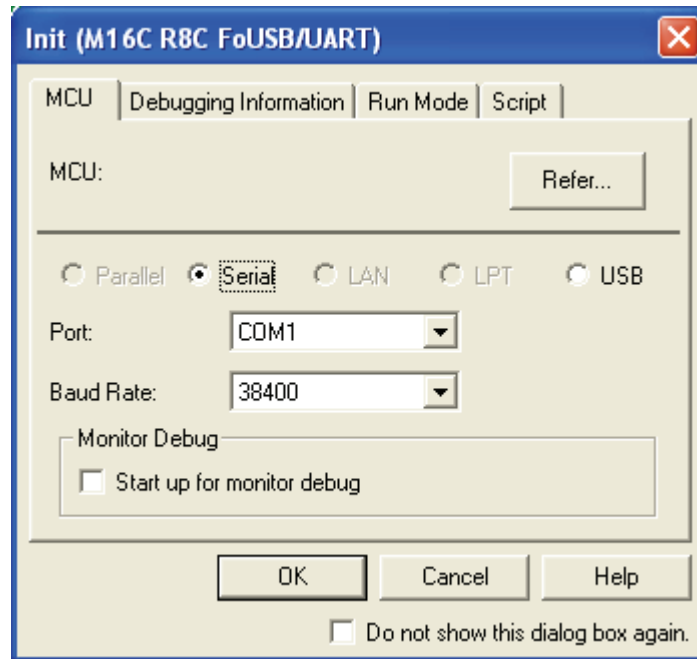 Init (M16C R8C FoUSB/UART)
MCU Debugging Information Run Mode Script
MCU: Refer...
Parallel Serial LAN LPT USB
Port: COM1
Baud Rate: 38400
Monitor Debug
Start up for monitor debug
OK Cancel Help
Do not show this dialog box again.